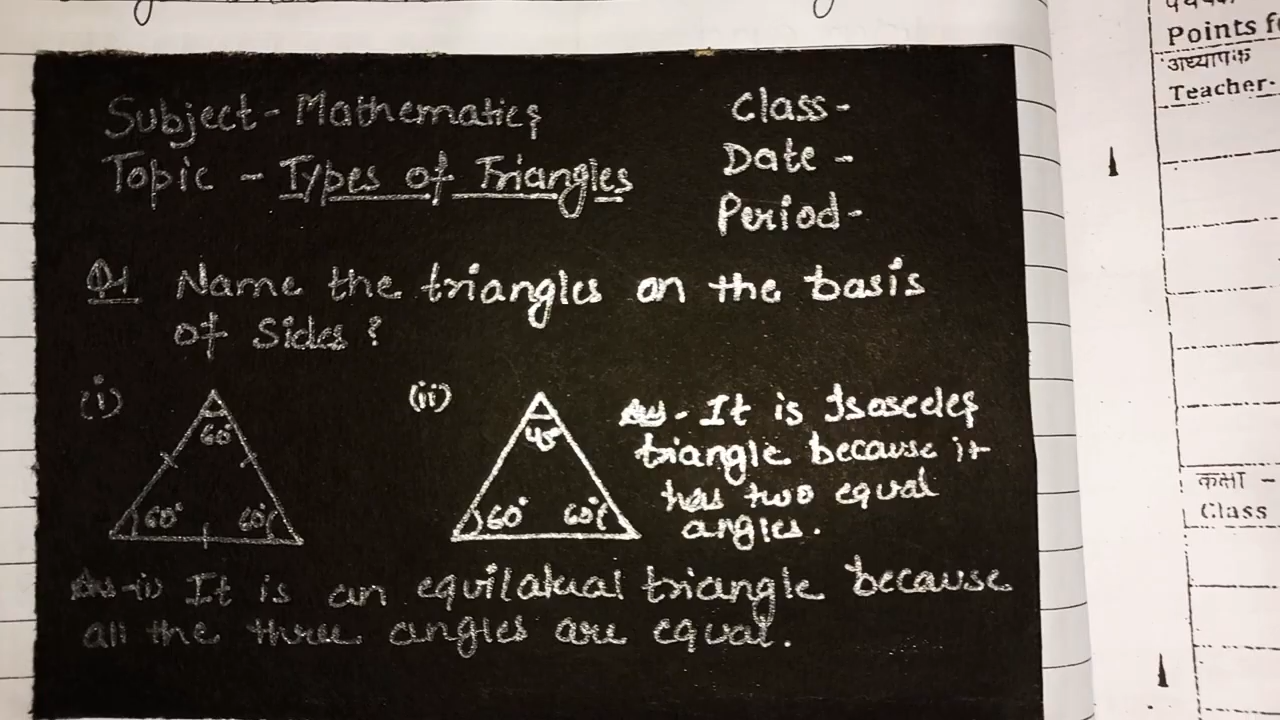 Subject - Mathematics
Topic - Types of Triangles
Class -
Date -
Period -
Q1 Name the triangles on the basis
of Sides ?
(i)
60°
60° 60°
(ii)
45°
60° 60°
Ans - It is Isosceles
triangle because it
has two equal
angles.
Ans - i) It is an equilateral triangle because
all the three angles are equal.
Points
अध्यापक
Teacher-
कक्षा -
Class